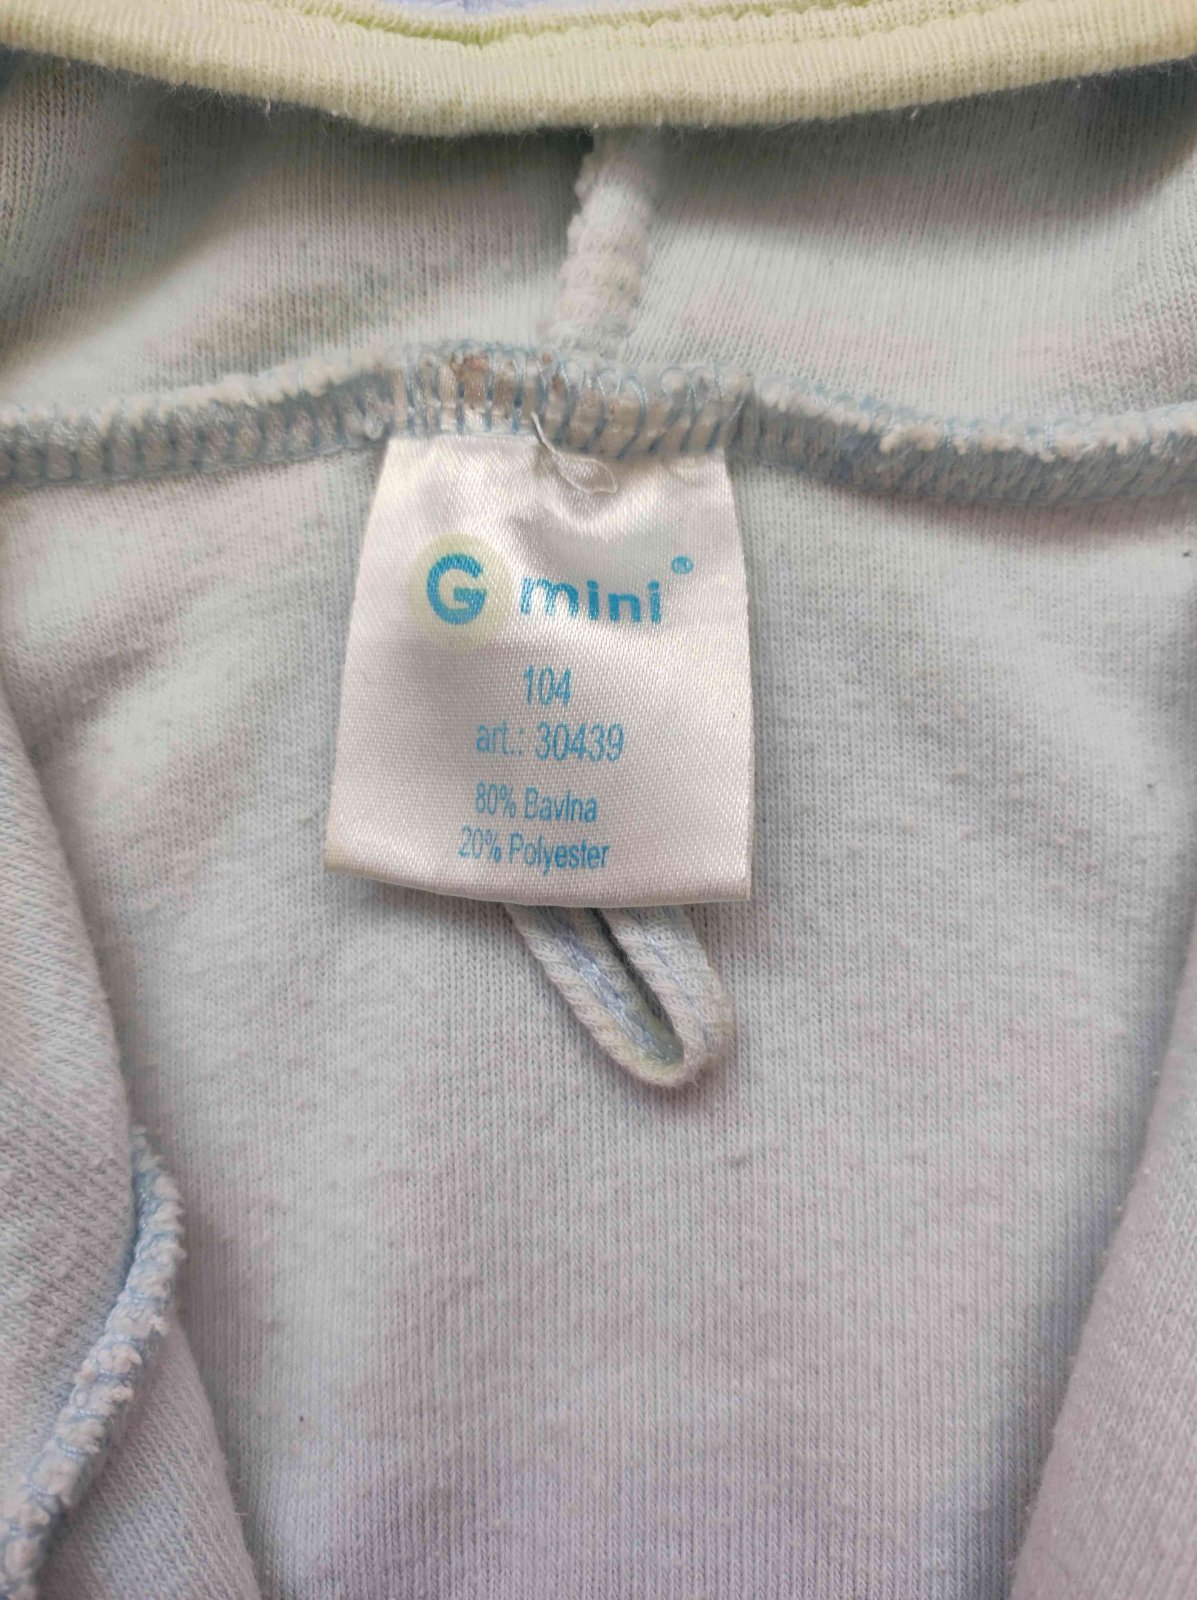 G mini®
104
art.: 30439
80% Bavlna
20% Polyester